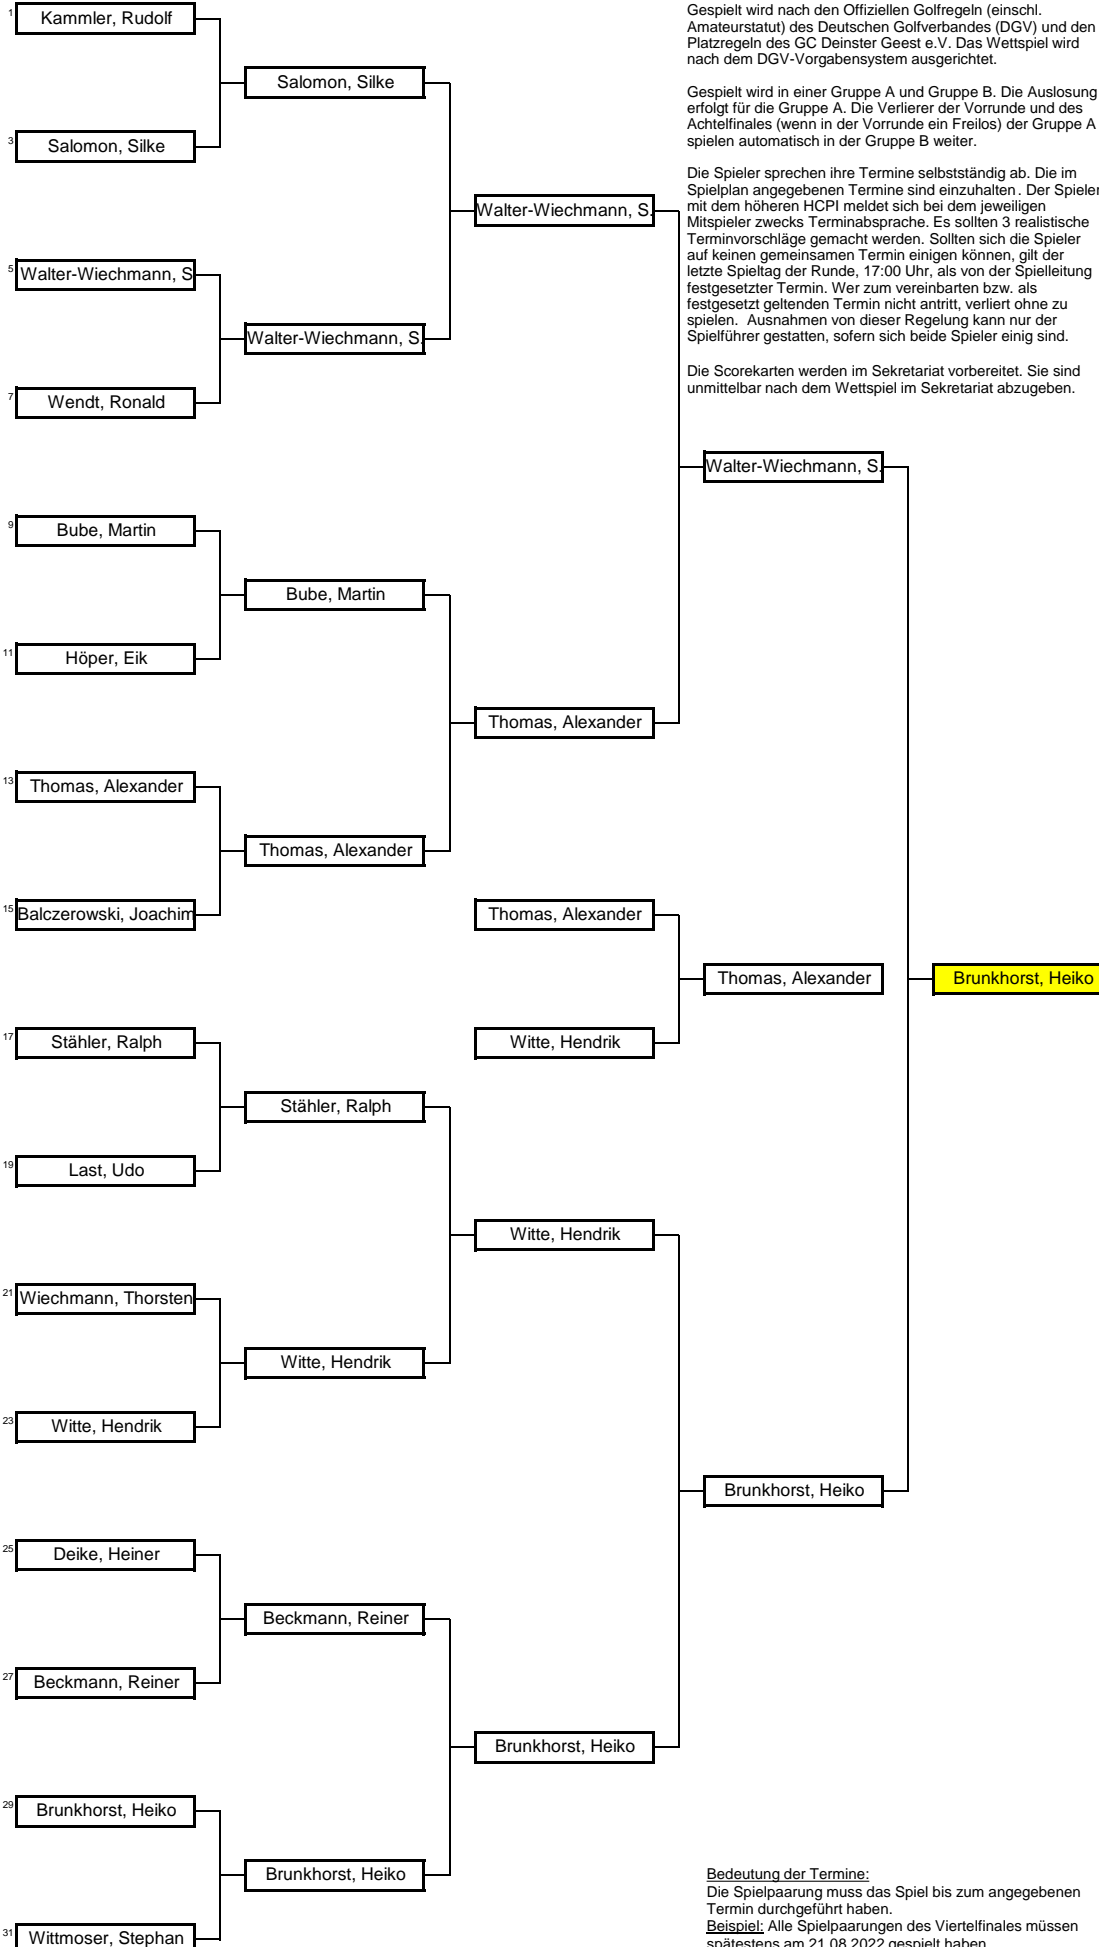 Gespielt wird nach den Offiziellen Golfregeln (einschl.
Amateurstatut) des Deutschen Golfverbandes (DGV) und den
Platzregeln des GC Deinster Geest e.V. Das Wettspiel wird
nach dem DGV-Vorgabensystem ausgerichtet.
Gespielt wird in einer Gruppe A und Gruppe B. Die Auslosung
erfolgt für die Gruppe A. Die Verlierer der Vorrunde und des
Achtelfinales (wenn in der Vorrunde ein Freilos) der Gruppe A
spielen automatisch in der Gruppe B weiter.
Die Spieler sprechen ihre Termine selbstständig ab. Die im
Spielplan angegebenen Termine sind einzuhalten. Der Spieler
mit dem höheren HCPI meldet sich bei dem jeweiligen
Mitspieler zwecks Terminabsprache. Es sollten 3 realistische
Terminvorschläge gemacht werden. Sollten sich die Spieler
auf keinen gemeinsamen Termin einigen können, gilt der
letzte Spieltag der Runde, 17:00 Uhr, als von der Spielleitung
festgesetzter Termin. Wer zum vereinbarten bzw. als
festgesetzt geltenden Termin nicht antritt, verliert ohne zu
spielen. Ausnahmen von dieser Regelung kann nur der
Spielführer gestatten, sofern sich beide Spieler einig sind.
Die Scorekarten werden im Sekretariat vorbereitet. Sie sind
unmittelbar nach dem Wettspiel im Sekretariat abzugeben.
1 Kammler, Rudolf
Salomon, Silke
3 Salomon, Silke
Walter-Wiechmann, S.
5 Walter-Wiechmann, S
Walter-Wiechmann, S.
7 Wendt, Ronald
Walter-Wiechmann, S.
9 Bube, Martin
Bube, Martin
11 Höper, Eik
Thomas, Alexander
13 Thomas, Alexander
Thomas, Alexander
15 Balczerowski, Joachim
Thomas, Alexander
Thomas, Alexander
Brunkhorst, Heiko
17 Stähler, Ralph
Witte, Hendrik
Stähler, Ralph
19 Last, Udo
Witte, Hendrik
21 Wiechmann, Thorsten
Witte, Hendrik
23 Witte, Hendrik
Brunkhorst, Heiko
25 Deike, Heiner
Beckmann, Reiner
27 Beckmann, Reiner
Brunkhorst, Heiko
29 Brunkhorst, Heiko
Brunkhorst, Heiko
31 Wittmoser, Stephan
Bedeutung der Termine:
Die Spielpaarung muss das Spiel bis zum angegebenen
Termin durchgeführt haben.
Beispiel: Alle Spielpaarungen des Viertelfinales müssen
spätestens am 21.08.2022 gespielt haben